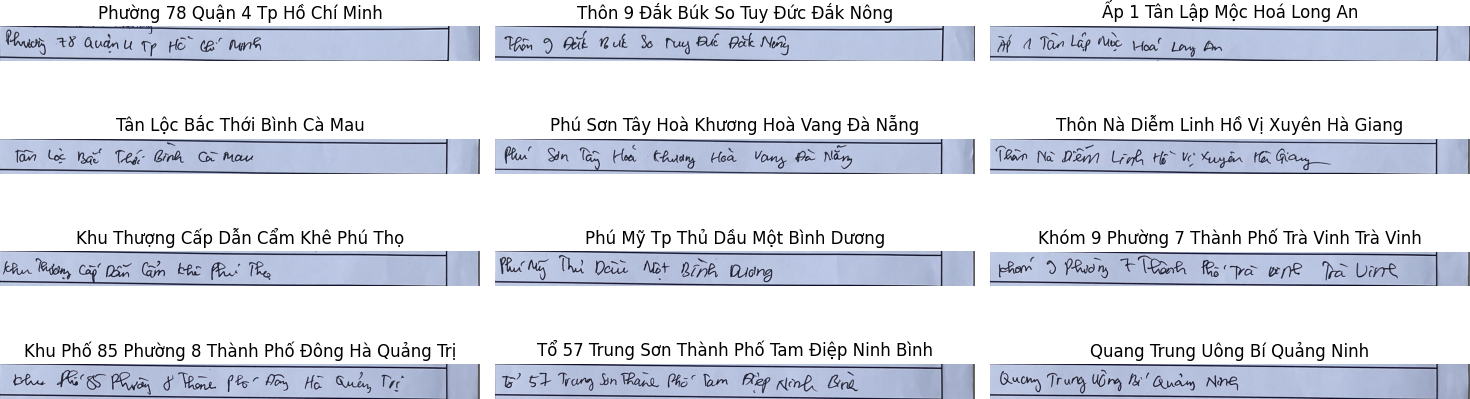 Phường 78 Quận 4 Tp Hồ Chí Minh
Thôn 9 Đắk Búk So Tuy Đức Đắk Nông
Ấp 1 Tân Lập Mộc Hoá Long An
Phường 78 Quận 4 Tp Hồ Chí Minh
Thôn 9 Đắk Búk So Tuy Đức Đắk Nông
Ấp 1 Tân Lập Mộc Hoá Long An
Tân Lộc Bắc Thới Bình Cà Mau
Phú Sơn Tây Hoà Khương Hoà Vang Đà Nẵng
Thôn Nà Diễm Linh Hồ Vị Xuyên Hà Giang
Tân Lộc Bắc Thới Bình Cà Mau
Phú Sơn Tây Hoà Khương Hoà Vang Đà Nẵng
Thôn Nà Diễm Linh Hồ Vị Xuyên Hà Giang
Khu Thượng Cấp Dẫn Cẩm Khê Phú Thọ
Phú Mỹ Tp Thủ Dầu Một Bình Dương
Khóm 9 Phường 7 Thành Phố Trà Vinh Trà Vinh
Khu Thượng Cấp Dẫn Cẩm Khê Phú Thọ
Phú Mỹ Thủ Dầu Một Bình Dương
Khóm 9 Phường 7 Thành Phố Trà Vinh Trà Vinh
Khu Phố 85 Phường 8 Thành Phố Đông Hà Quảng Trị
Tổ 57 Trung Sơn Thành Phố Tam Điệp Ninh Bình
Quang Trung Uông Bí Quảng Ninh
Khu Phố 85 Phường 8 Thành Phố Đông Hà Quảng Trị
Tổ 57 Trung Sơn Thành Phố Tam Điệp Ninh Bình
Quang Trung Uông Bí Quảng Ninh